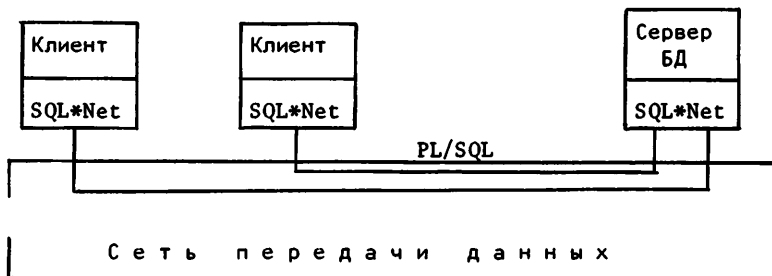 Клиент
Клиент
Сервер
БД
SQL*Net
SQL*Net
SQL*Net
PL/SQL
Сеть передачи данных